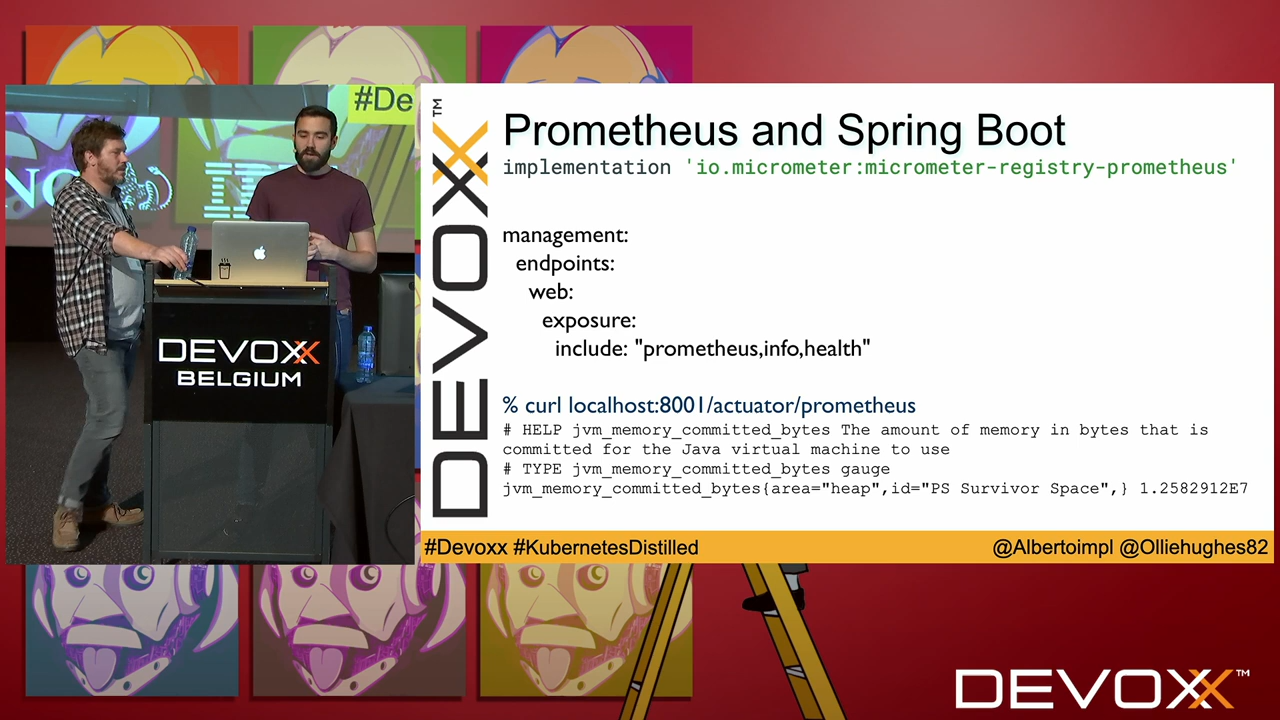 #De
DEVOXX
BELGIUM
DEVOXX™
Prometheus and Spring Boot
implementation 'io.micrometer:micrometer-registry-prometheus'
management:
endpoints:
web:
exposure:
include: "prometheus,info,health"
% curl localhost:8001/actuator/prometheus
# HELP jvm_memory_committed_bytes The amount of memory in bytes that is
committed for the Java virtual machine to use
# TYPE jvm_memory_committed_bytes gauge
jvm_memory_committed_bytes{area="heap",id="PS Survivor Space",} 1.2582912E7
#Devoxx #KubernetesDistilled
@Albertoimpl @Olliehughes82
DEVOXX™